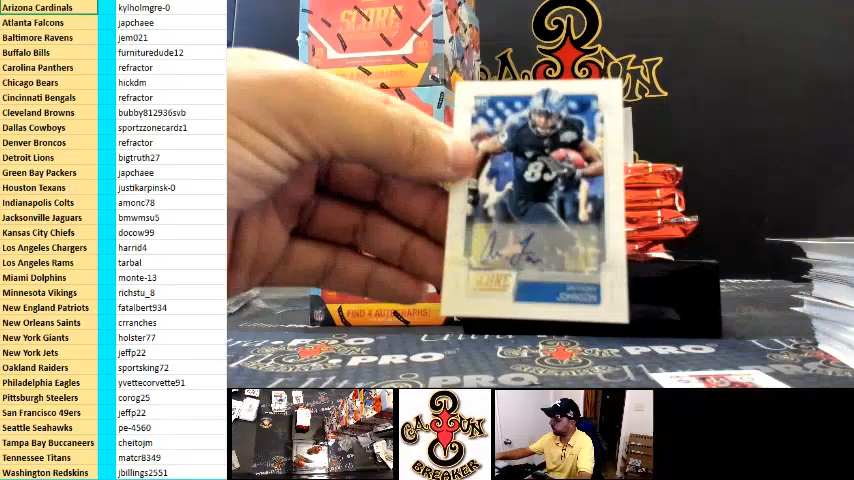 Arizona Cardinals kylholmgre-0
Atlanta Falcons japchaee
Baltimore Ravens jem021
Buffalo Bills furnituredude12
Carolina Panthers refractor
Chicago Bears hickdm
Cincinnati Bengals refractor
Cleveland Browns bubby812936svb
Dallas Cowboys sportzzonecardz1
Denver Broncos refractor
Detroit Lions bigtruth27
Green Bay Packers japchaee
Houston Texans justkarpinsk-0
Indianapolis Colts amonc78
Jacksonville Jaguars bmwmsu5
Kansas City Chiefs docow99
Los Angeles Chargers harrid4
Los Angeles Rams tarbal
Miami Dolphins monte-13
Minnesota Vikings richstu_8
New England Patriots fatalbert934
New Orleans Saints crranches
New York Giants holster77
New York Jets jeffp22
Oakland Raiders sportsking72
Philadelphia Eagles yvettecorvette91
Pittsburgh Steelers corog25
San Francisco 49ers jeffp22
Seattle Seahawks pe-4560
Tampa Bay Buccaneers cheitojm
Tennessee Titans matcr8349
Washington Redskins jbillings2551
SCORE
83
SCORE
JOHNSON
FIND 4 AUTOGRAPHS!
PRO
PRO
CAJUN
BREAKER